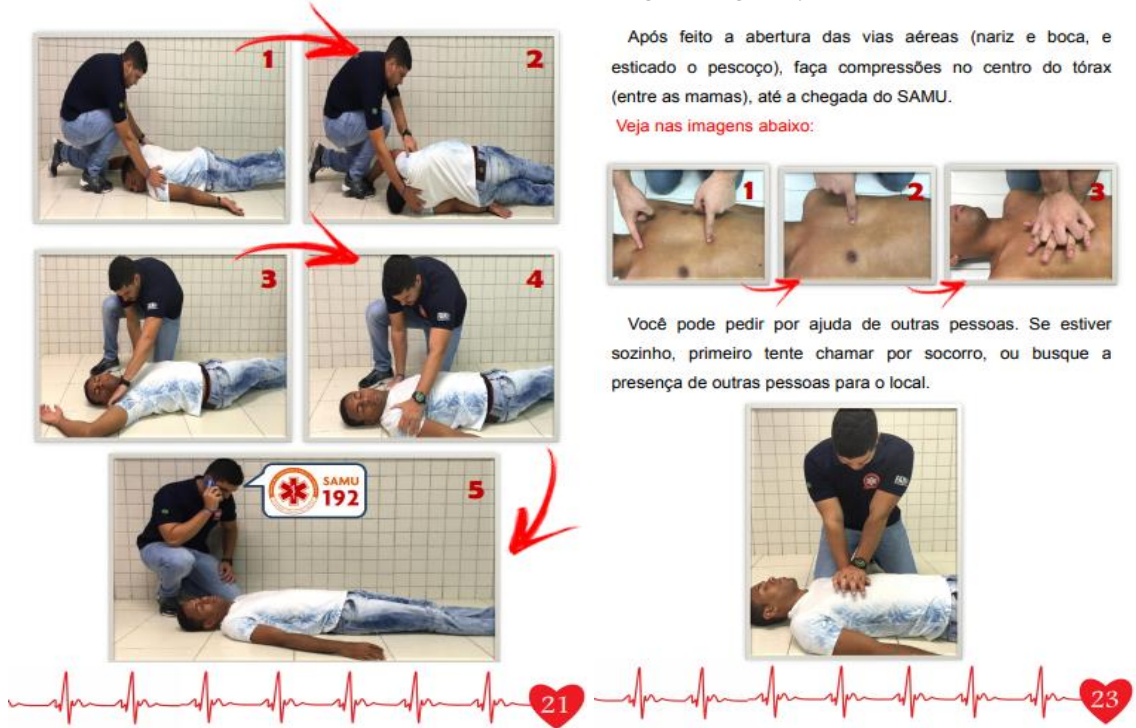 1
2
3
4
SAMU
192
5
21
Após feito a abertura das vias aéreas (nariz e boca, e
esticado o pescoço), faça compressões no centro do tórax
(entre as mamas), até a chegada do SAMU.
Veja nas imagens abaixo:
1
2
3
Você pode pedir por ajuda de outras pessoas. Se estiver
sozinho, primeiro tente chamar por socorro, ou busque a
presença de outras pessoas para o local.
23